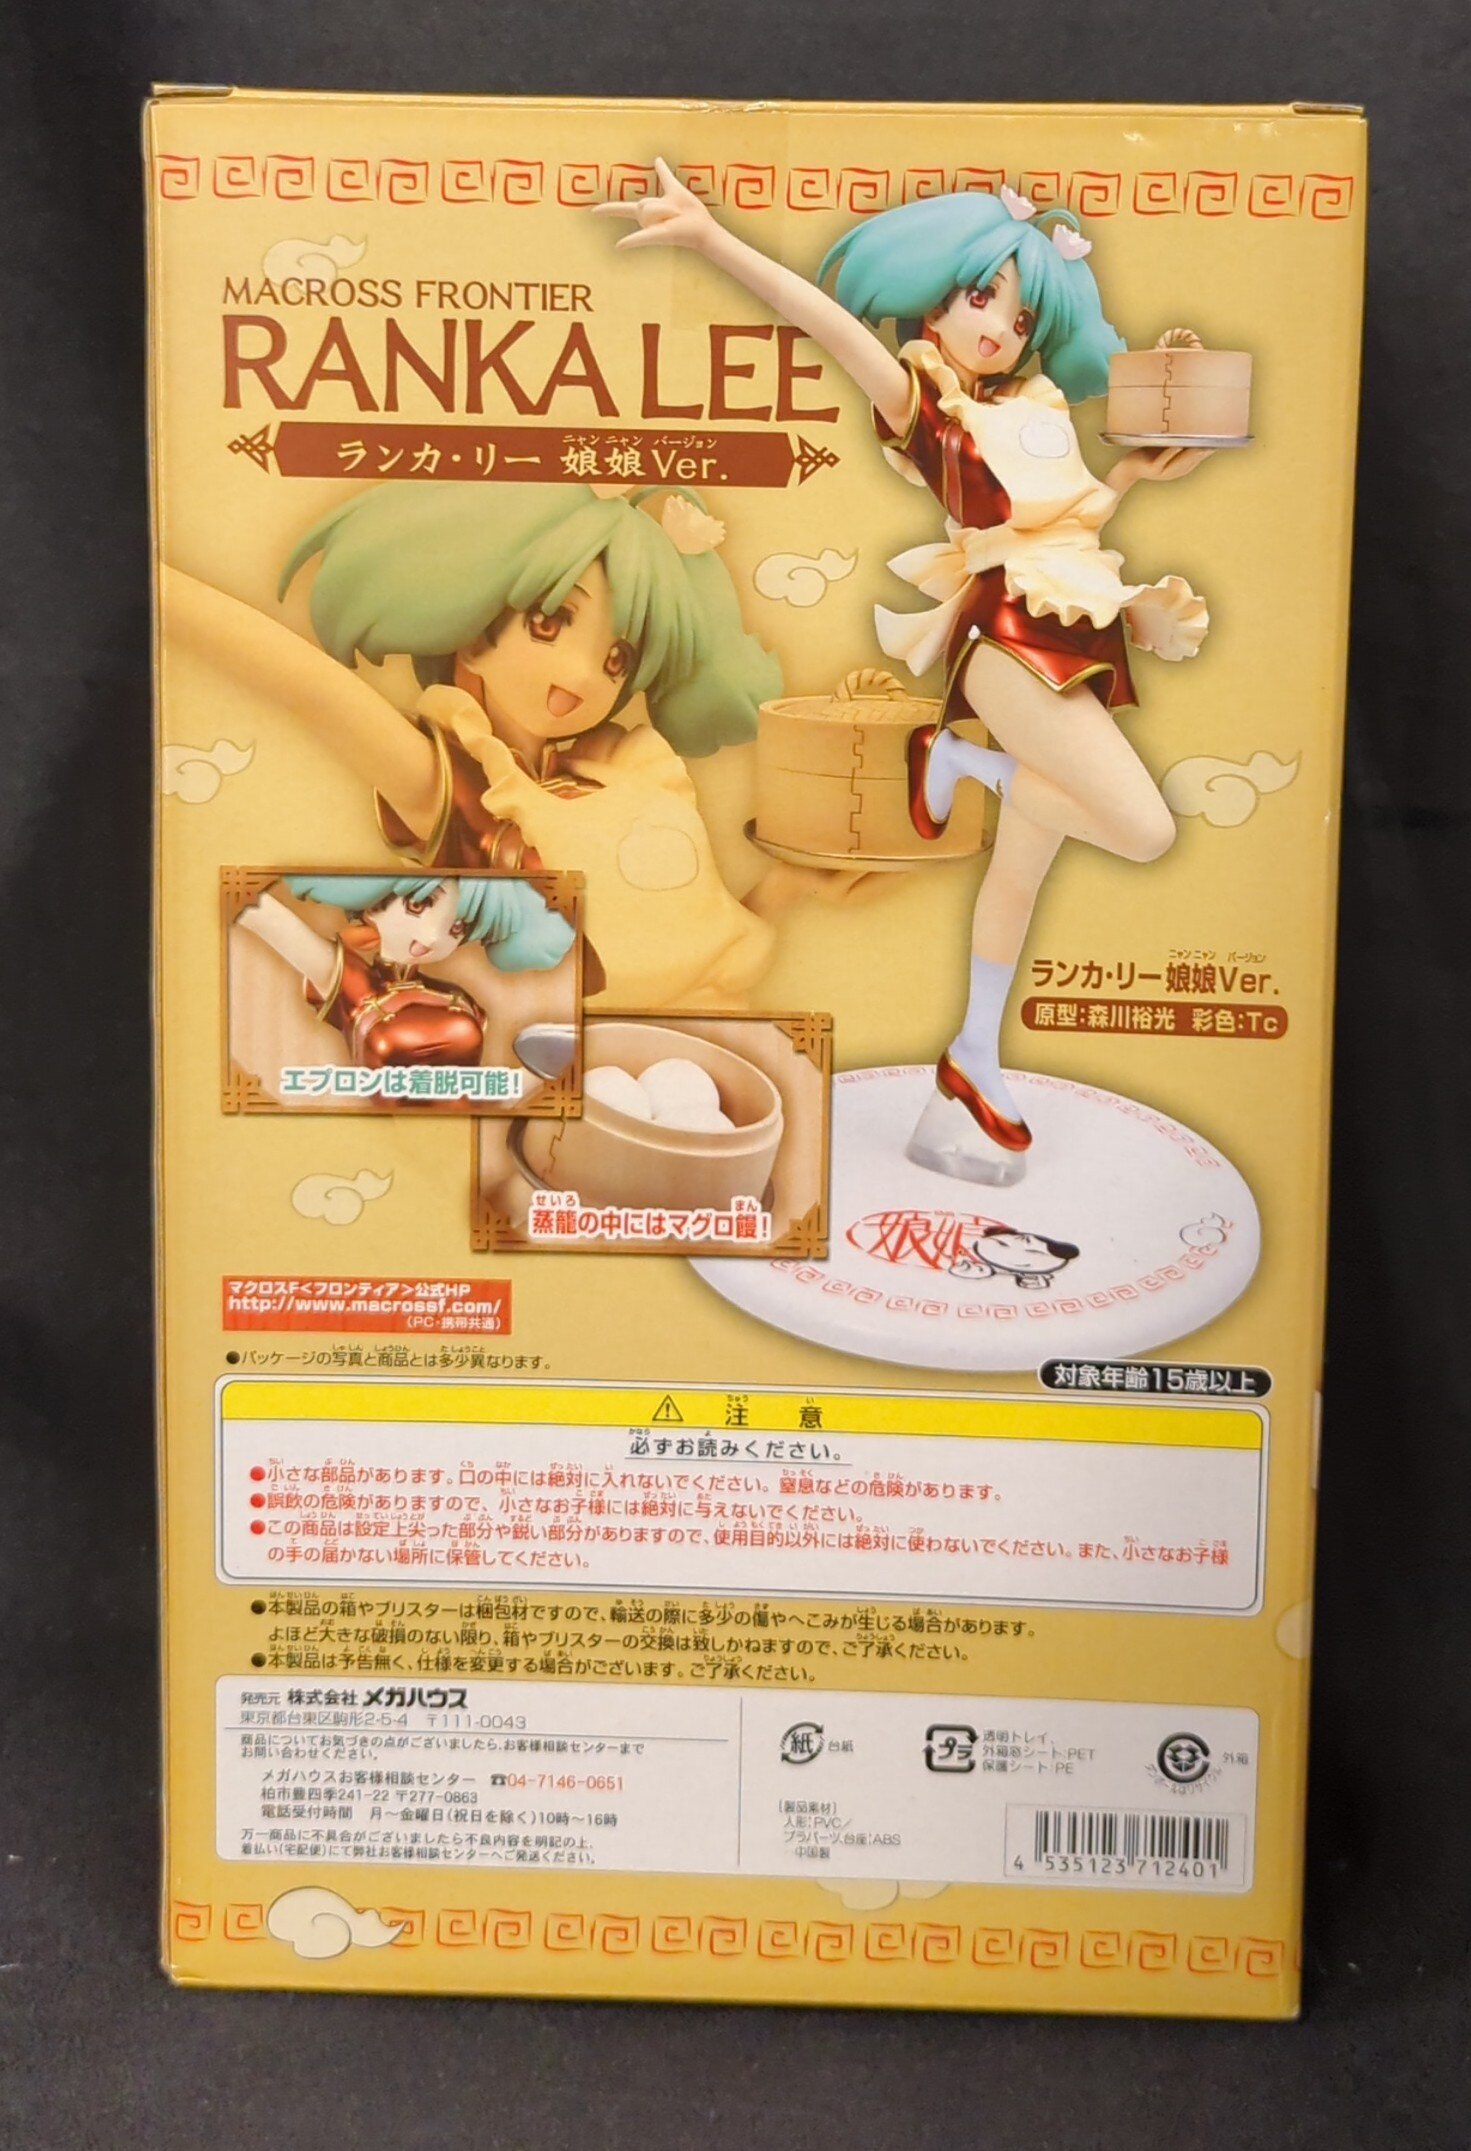 MACROSS FRONTIER
RANKA LEE
ニャンニャン バージョン
ランカ・リー 娘娘 Ver.
ニャンニャン バージョン
ランカ・リー娘娘Ver.
原型:森川裕光 彩色:Tc
エプロンは着脱可能!
せいろ まん
蒸籠の中にはマグロ饅!
娘娘
マクロスF<フロンティア>公式HP
http://www.macrossf.com/
(PC・携帯共通)
●パッケージの写真と商品とは多少異なります。
対象年齢15歳以上
注意
必ずお読みください。
●小さな部品があります。口の中には絶対に入れないでください。窒息などの危険があります。
●誤飲の危険がありますので、小さなお子様には絶対に与えないでください。
●この商品は設定上尖った部分や鋭い部分がありますので、使用目的以外には絶対に使わないでください。また、小さなお子様
の手の届かない場所に保管してください。
●本製品の箱やブリスターは梱包材ですので、輸送の際に多少の傷やへこみが生じる場合があります。
よほど大きな破損のない限り、箱やブリスターの交換は致しかねますので、ご了承ください。
●本製品は予告無く、仕様を変更する場合がございます。ご了承ください。
発売元 株式会社 メガハウス
東京都台東区駒形2-5-4 〒111-0043
商品についてお気づきの点がございましたら、お客様相談センターまで
お問い合わせください。
メガハウスお客様相談センター ☎04-7146-0651
柏市豊四季241-22 〒277-0863
電話受付時間 月〜金曜日(祝日を除く)10時〜16時
万一商品に不具合がございましたら不良内容を明記の上、
着払い(宅配便)にて弊社お客様相談センターへご発送ください。
紙 台紙
プラ 透明トレイ、
外箱窓シート:PET
保護シート:PE
外箱
ダンボールはリサイクル
[製品素材]
人形:PVC/
プラパーツ、台座:ABS
中国製
4 535123 712401